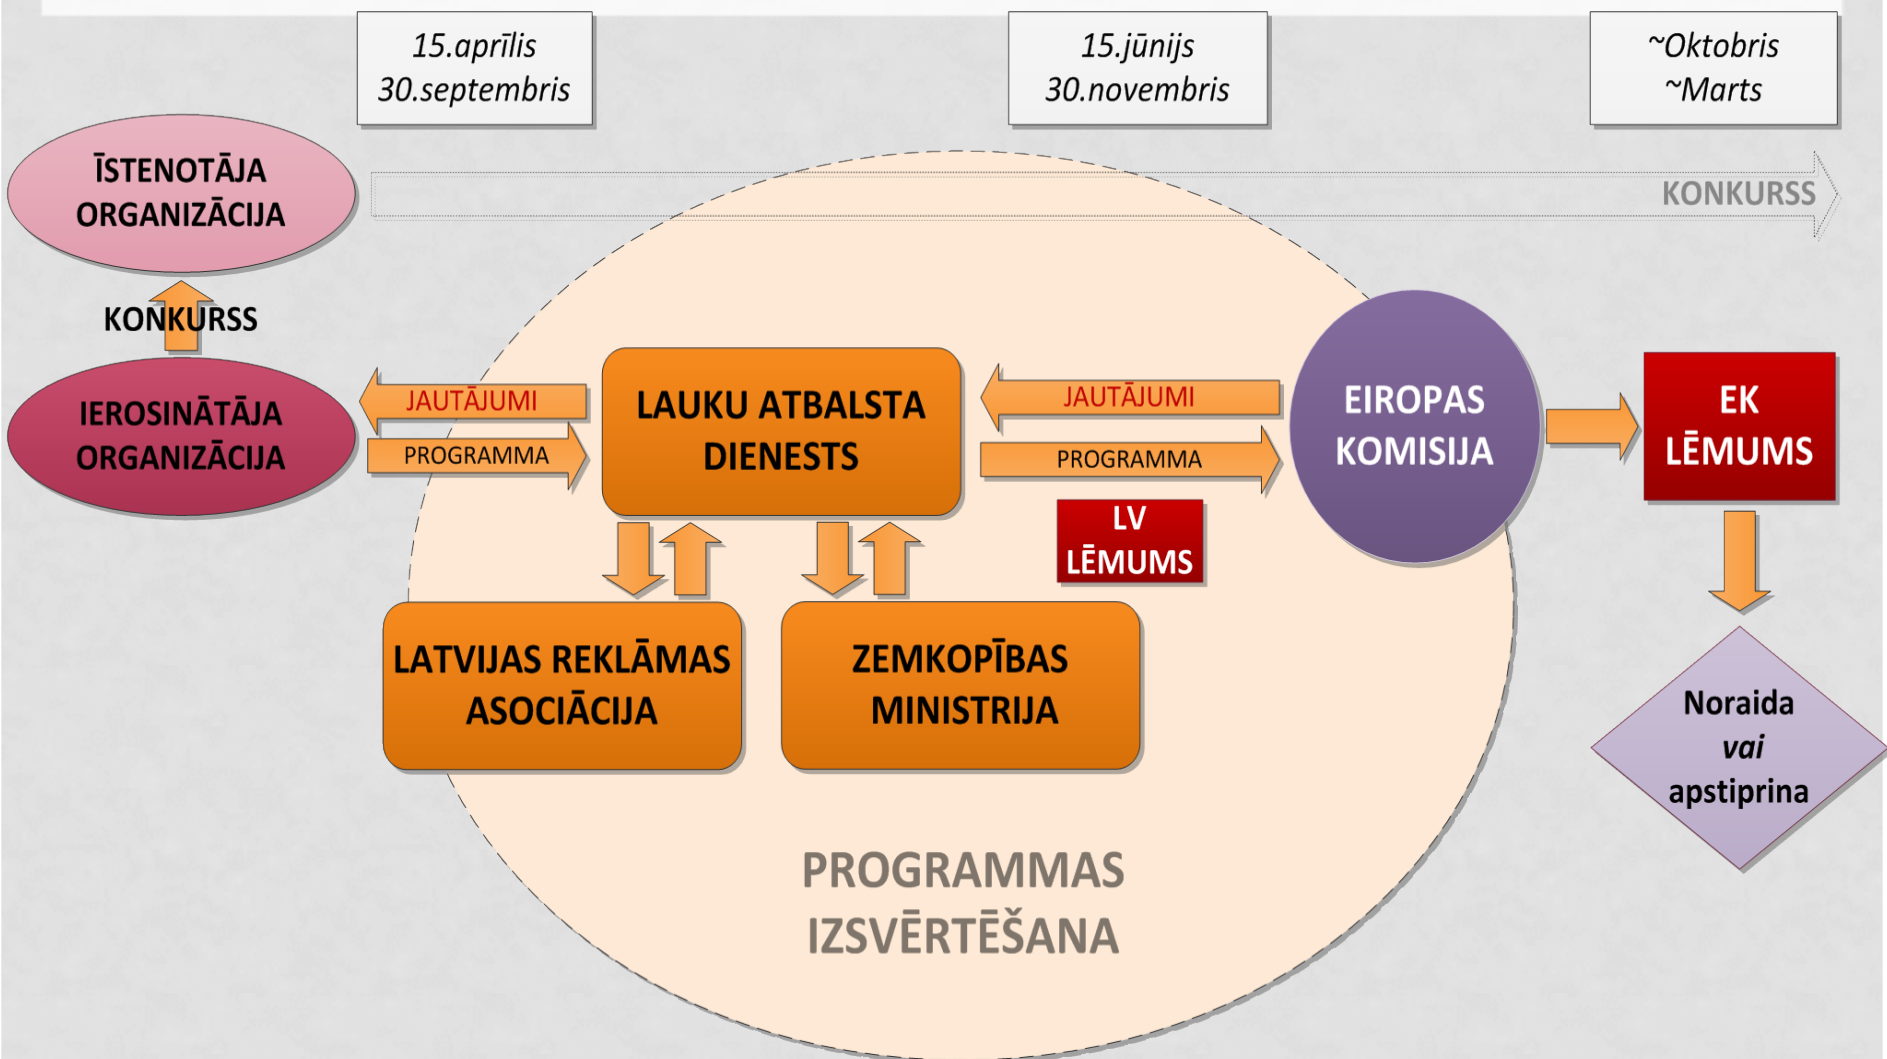 15.aprīlis
30.septembris
15.jūnijs
30.novembris
~Oktobris
~Marts
ĪSTENOTĀJA
ORGANIZĀCIJA
KONKURSS
KONKURSS
IEROSINĀTĀJA
ORGANIZĀCIJA
JAUTĀJUMI
PROGRAMMA
LAUKU ATBALSTA
DIENESTS
JAUTĀJUMI
PROGRAMMA
LV
LĒMUMS
EIROPAS
KOMISIJA
EK
LĒMUMS
LATVIJAS REKLĀMAS
ASOCIĀCIJA
ZEMKOPĪBAS
MINISTRIJA
Noraida
vai
apstiprina
PROGRAMMAS
IZSVĒRTĒŠANA